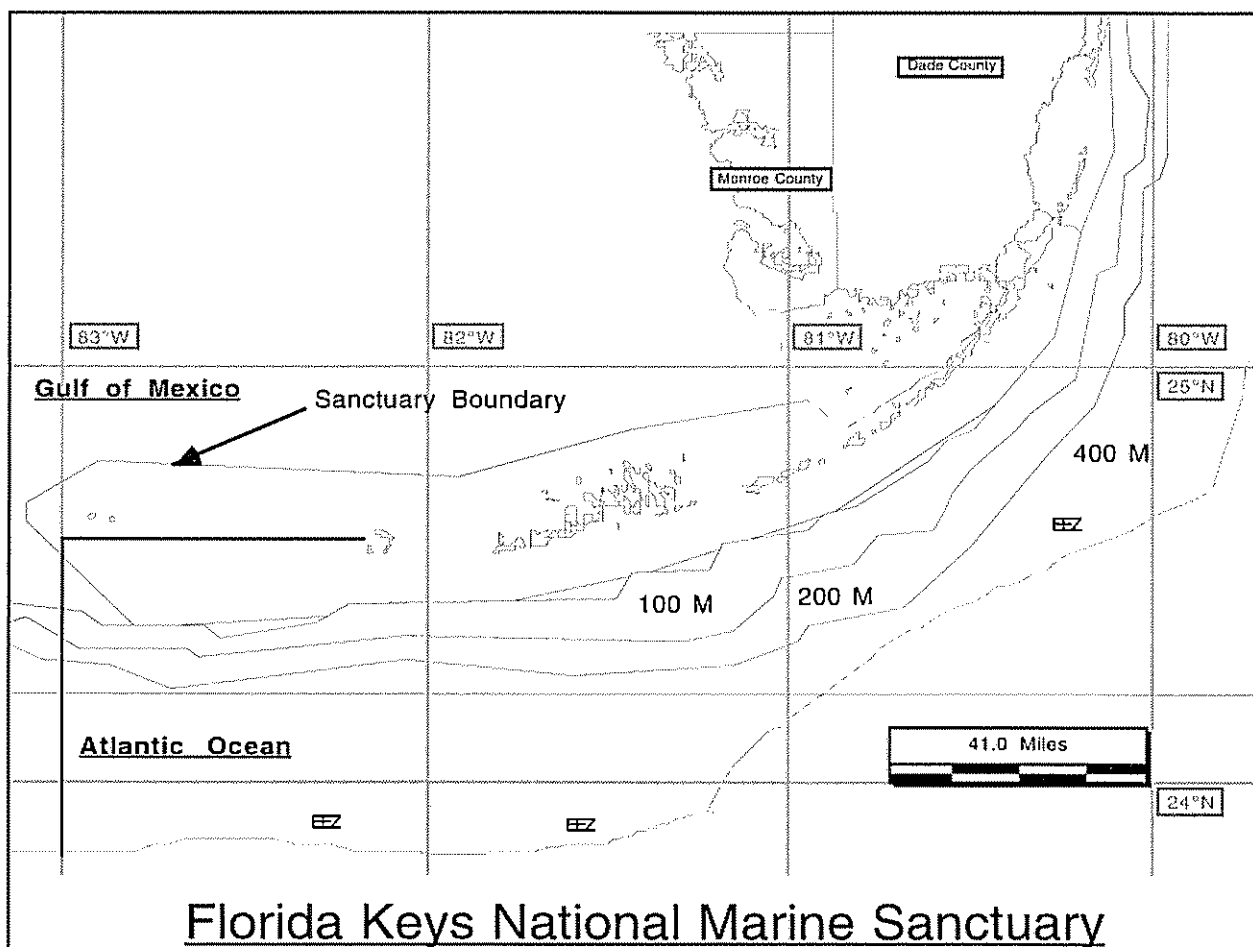 Dade County
Monroe County
83°W
82°W
81°W
80°W
Gulf of Mexico
25°N
Sanctuary Boundary
400 M
EEZ
100 M
200 M
Atlantic Ocean
41.0 Miles
24°N
EEZ
EEZ
Florida Keys National Marine Sanctuary